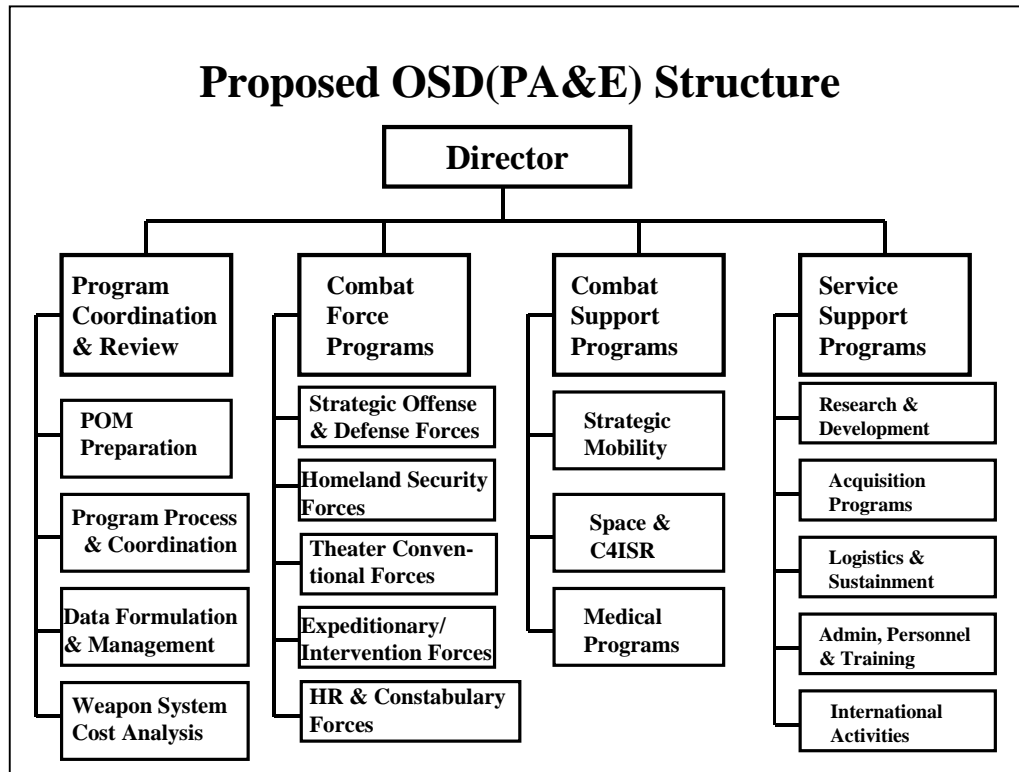 Proposed OSD(PA&E) Structure
Director
Program
Coordination
& Review
POM
Preparation
Program Process
& Coordination
Data Formulation
& Management
Weapon System
Cost Analysis
Combat
Force
Programs
Strategic Offense
& Defense Forces
Homeland Security
Forces
Theater Conven-
tional Forces
Expeditionary/
Intervention Forces
HR & Constabulary
Forces
Combat
Support
Programs
Strategic
Mobility
Space &
C4ISR
Medical
Programs
Service
Support
Programs
Research &
Development
Acquisition
Programs
Logistics &
Sustainment
Admin, Personnel
& Training
International
Activities